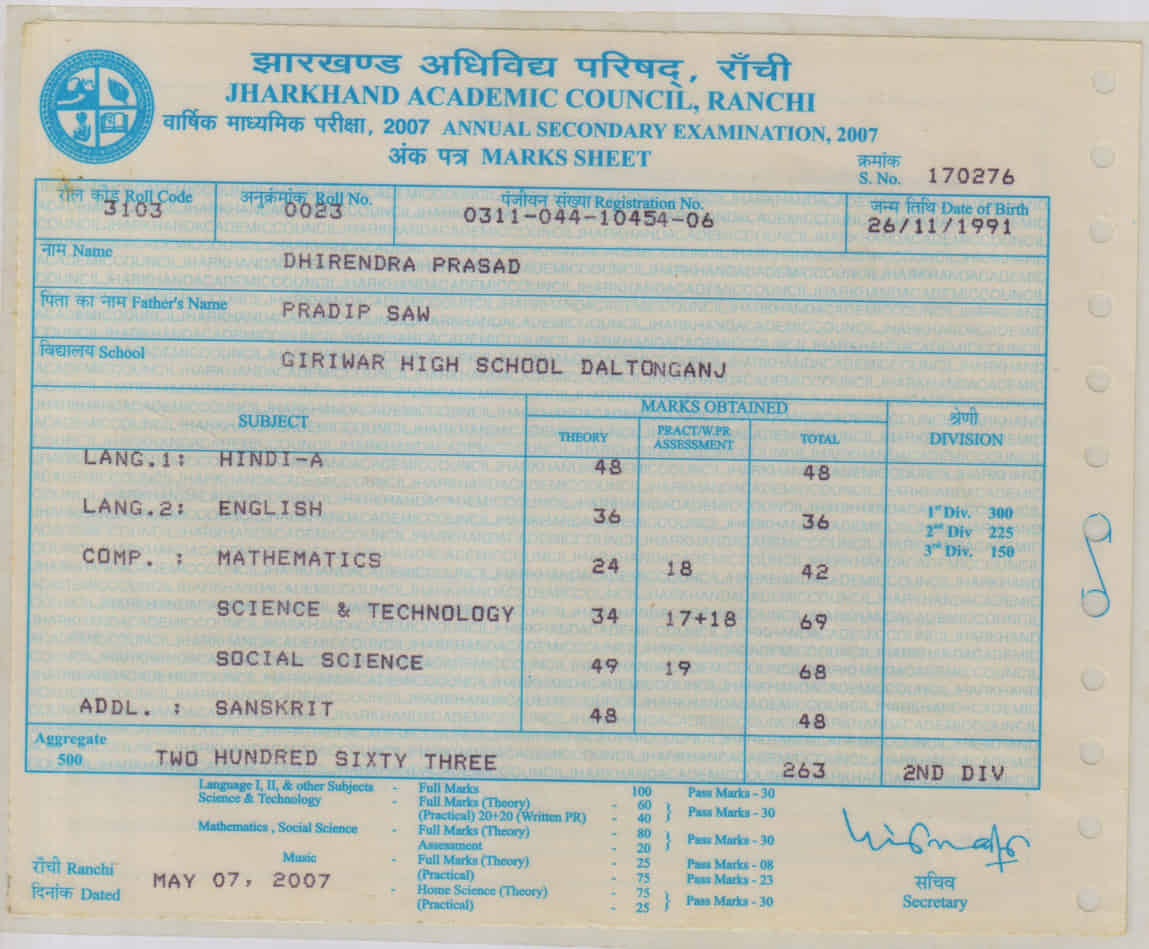 झारखण्ड अधिविद्य परिषद्, राँची
JHARKHAND ACADEMIC COUNCIL, RANCHI
वार्षिक माध्यमिक परीक्षा, 2007 ANNUAL SECONDARY EXAMINATION, 2007
अंक पत्र MARKS SHEET
क्रमांक
S. No. 170276
रौल कोड Roll Code अनुक्रमांक Roll No. पंजीयन संख्या Registration No. जन्म तिथि Date of Birth
3103 0023 0311-044-10454-06 26/11/1991
नाम Name DHIRENDRA PRASAD
पिता का नाम Father's Name PRADIP SAW
विद्यालय School GIRIWAR HIGH SCHOOL DALTONGANJ
SUBJECT MARKS OBTAINED श्रेणी DIVISION
THEORY PRACT/W.PR ASSESSMENT TOTAL
LANG.1: HINDI-A 48 48
LANG.2: ENGLISH 36 36
1st Div. 300
2nd Div 225
3rd Div. 150
COMP. : MATHEMATICS 24 18 42
SCIENCE & TECHNOLOGY 34 17+18 69
SOCIAL SCIENCE 49 19 68
ADDL. : SANSKRIT 48 48
Aggregate
500 TWO HUNDRED SIXTY THREE 263 2ND DIV
Language I, II, & other Subjects - Full Marks 100 Pass Marks - 30
Science & Technology - Full Marks (Theory) - 60 } Pass Marks - 30
(Practical) 20+20 (Written PR) - 40
Mathematics , Social Science - Full Marks (Theory) - 80 } Pass Marks - 30
Assessment - 20
Music - Full Marks (Theory) - 25 Pass Marks - 08
(Practical) - 75 Pass Marks - 23
- Home Science (Theory) - 75 } Pass Marks - 30
(Practical) - 25
राँची Ranchi
दिनांक Dated MAY 07, 2007
सचिव
Secretary